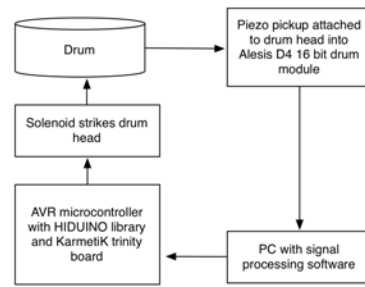 Drum
Piezo pickup attached
to drum head into
Alesis D4 16 bit drum
module
Solenoid strikes drum
head
AVR microcontroller
with HIDUINO library
and KarmetiK trinity
board
PC with signal
processing software